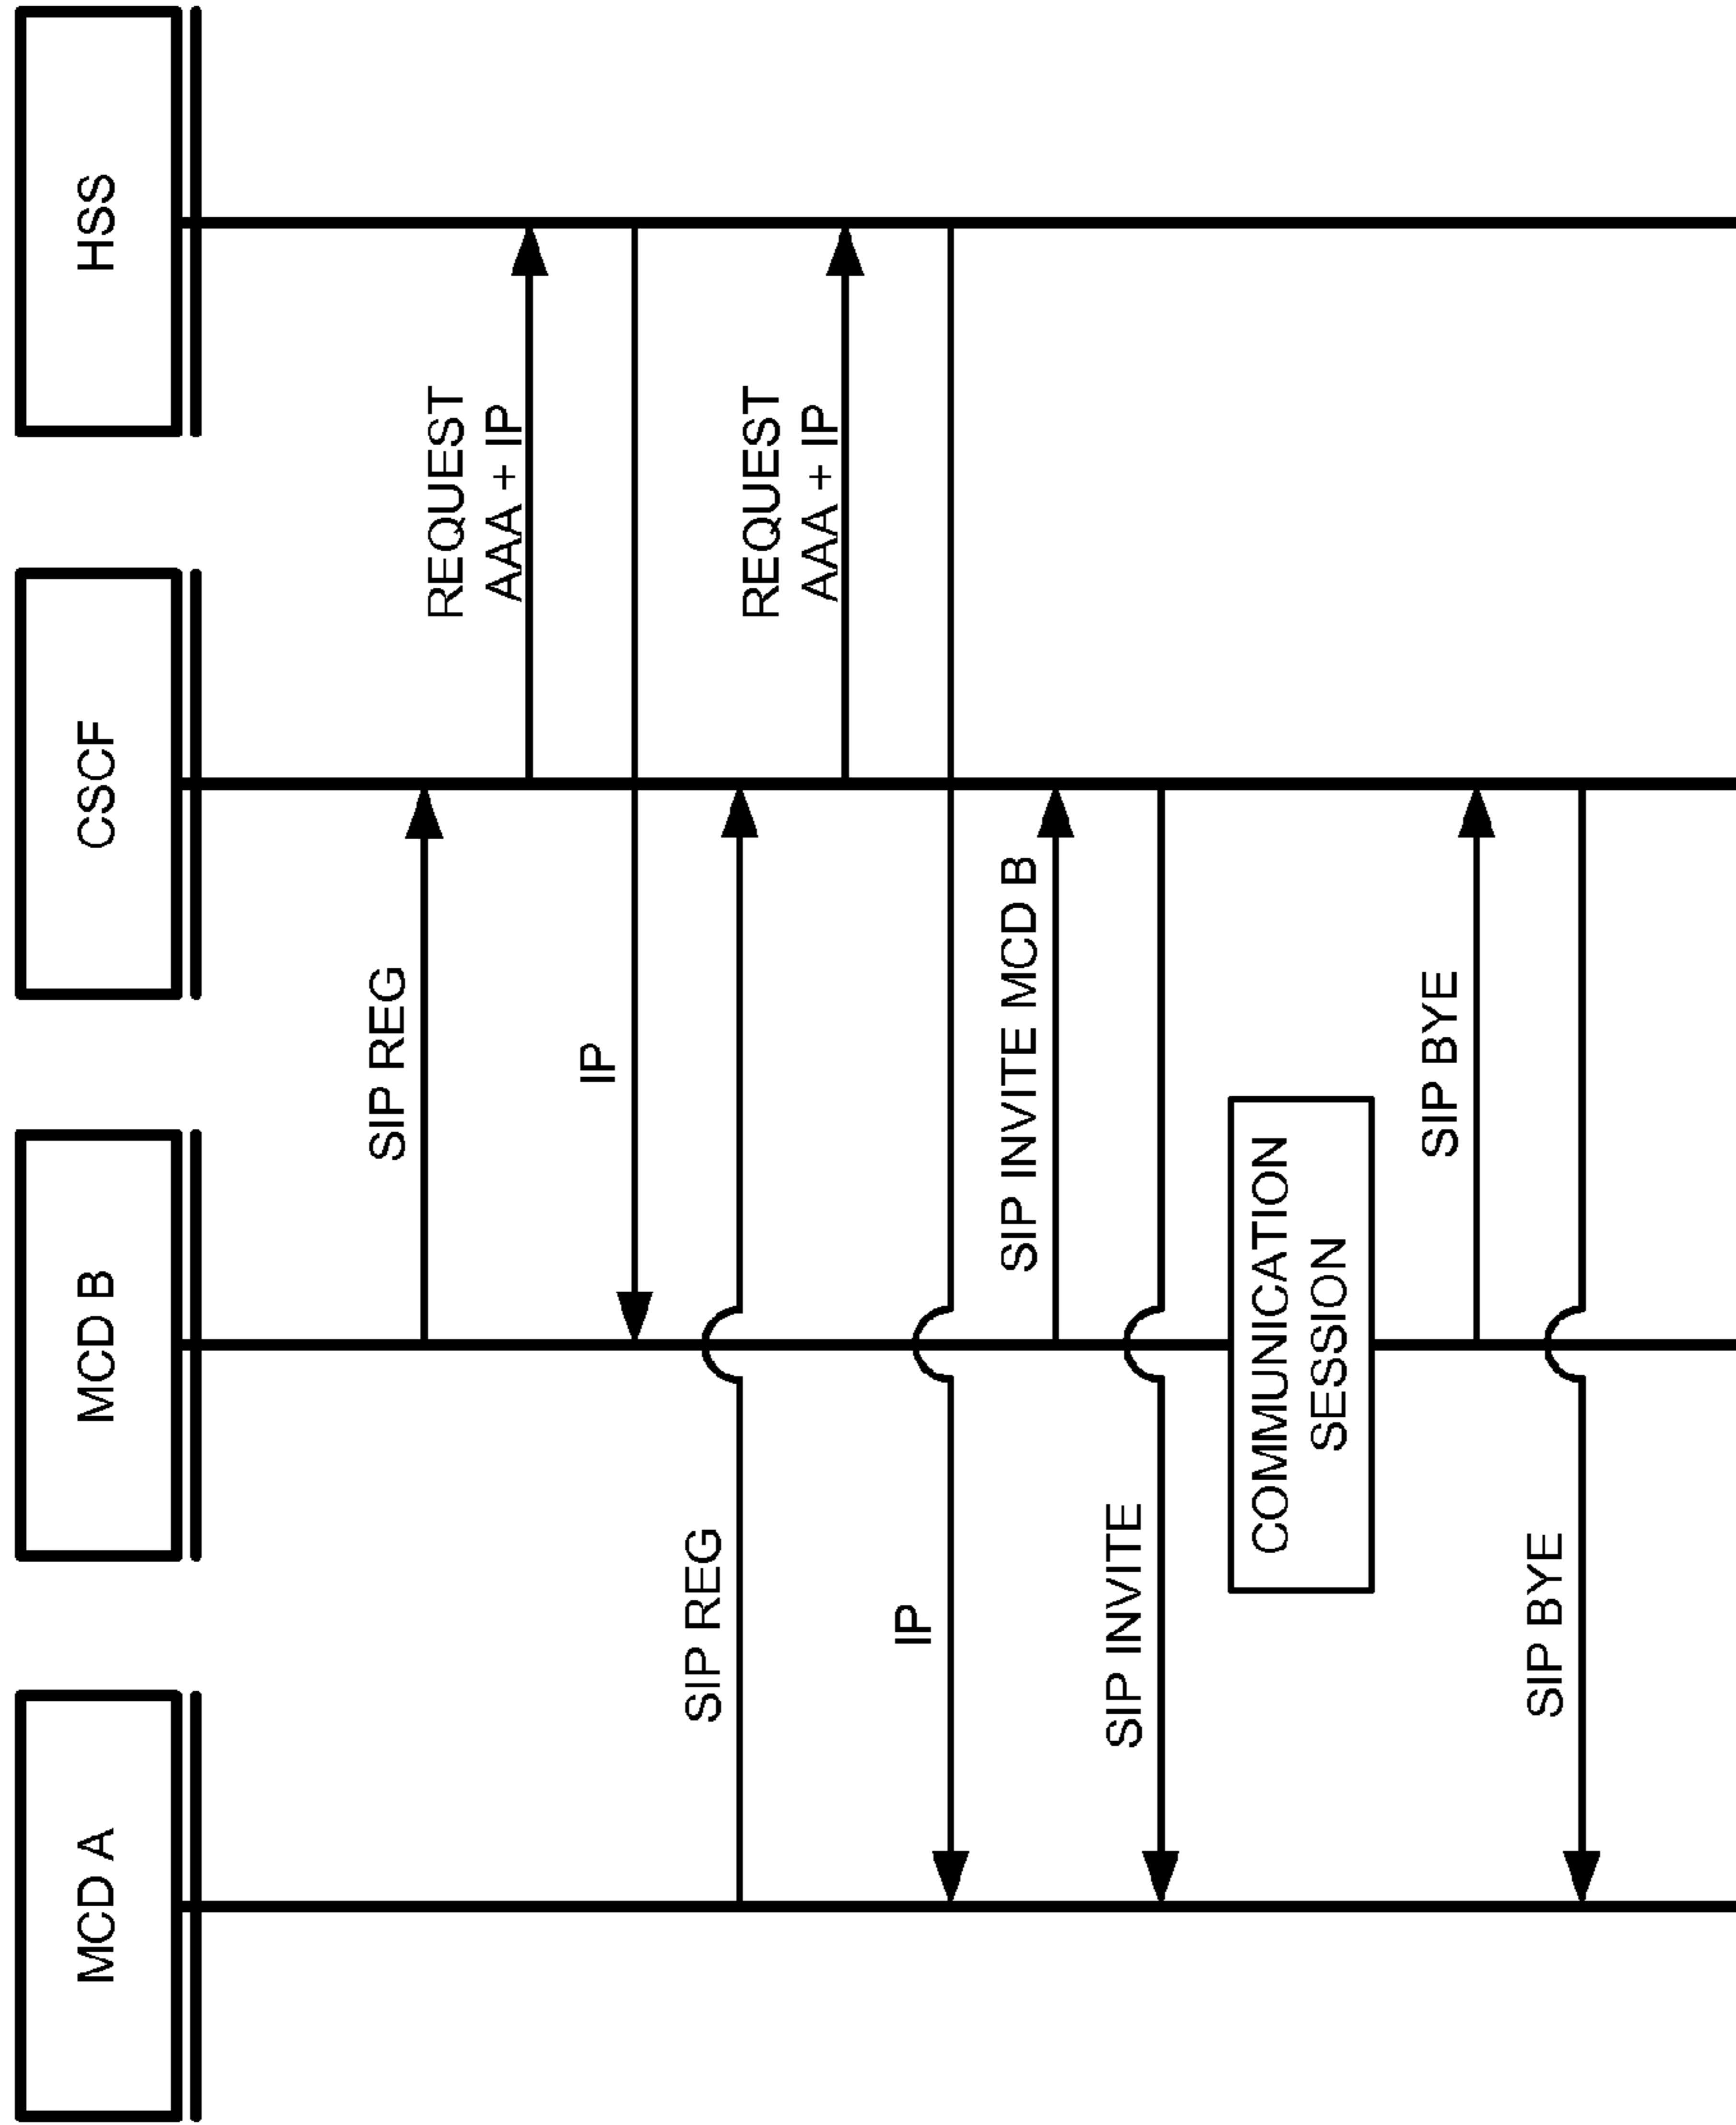 MCD A
MCD B
CSCF
HSS
SIP REG
REQUEST
AAA + IP
IP
SIP REG
REQUEST
AAA + IP
IP
SIP INVITE MCD B
SIP INVITE
COMMUNICATION
SESSION
SIP BYE
SIP BYE